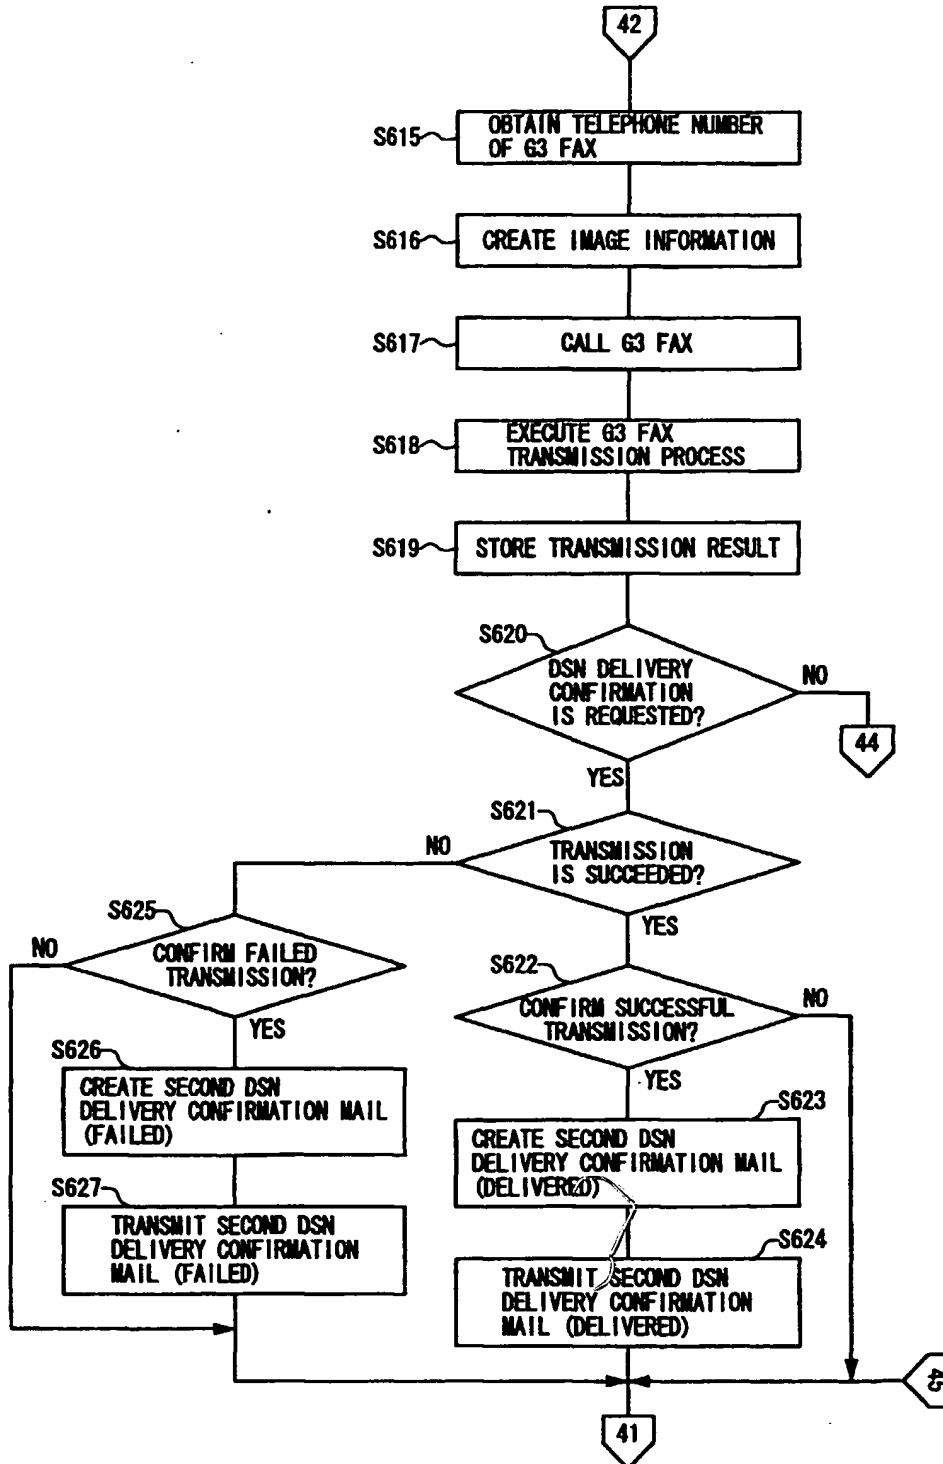 42
S615
OBTAIN TELEPHONE NUMBER
OF G3 FAX
S616
CREATE IMAGE INFORMATION
S617
CALL G3 FAX
S618
EXECUTE G3 FAX
TRANSMISSION PROCESS
S619
STORE TRANSMISSION RESULT
S620
DSN DELIVERY
CONFIRMATION
IS REQUESTED?
NO
44
YES
S621
NO
TRANSMISSION
IS SUCCEEDED?
YES
S625
NO
CONFIRM FAILED
TRANSMISSION?
YES
S622
CONFIRM SUCCESSFUL
TRANSMISSION?
NO
YES
S626
CREATE SECOND DSN
DELIVERY CONFIRMATION MAIL
(FAILED)
S623
CREATE SECOND DSN
DELIVERY CONFIRMATION MAIL
(DELIVERED)
S627
TRANSMIT SECOND DSN
DELIVERY CONFIRMATION
MAIL (FAILED)
S624
TRANSMIT SECOND DSN
DELIVERY CONFIRMATION
MAIL (DELIVERED)
41